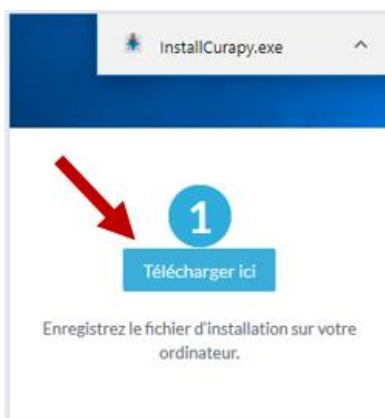 InstallCurapy.exe
1
Télécharger ici
Enregistrez le fichier d'installation sur votre
ordinateur.